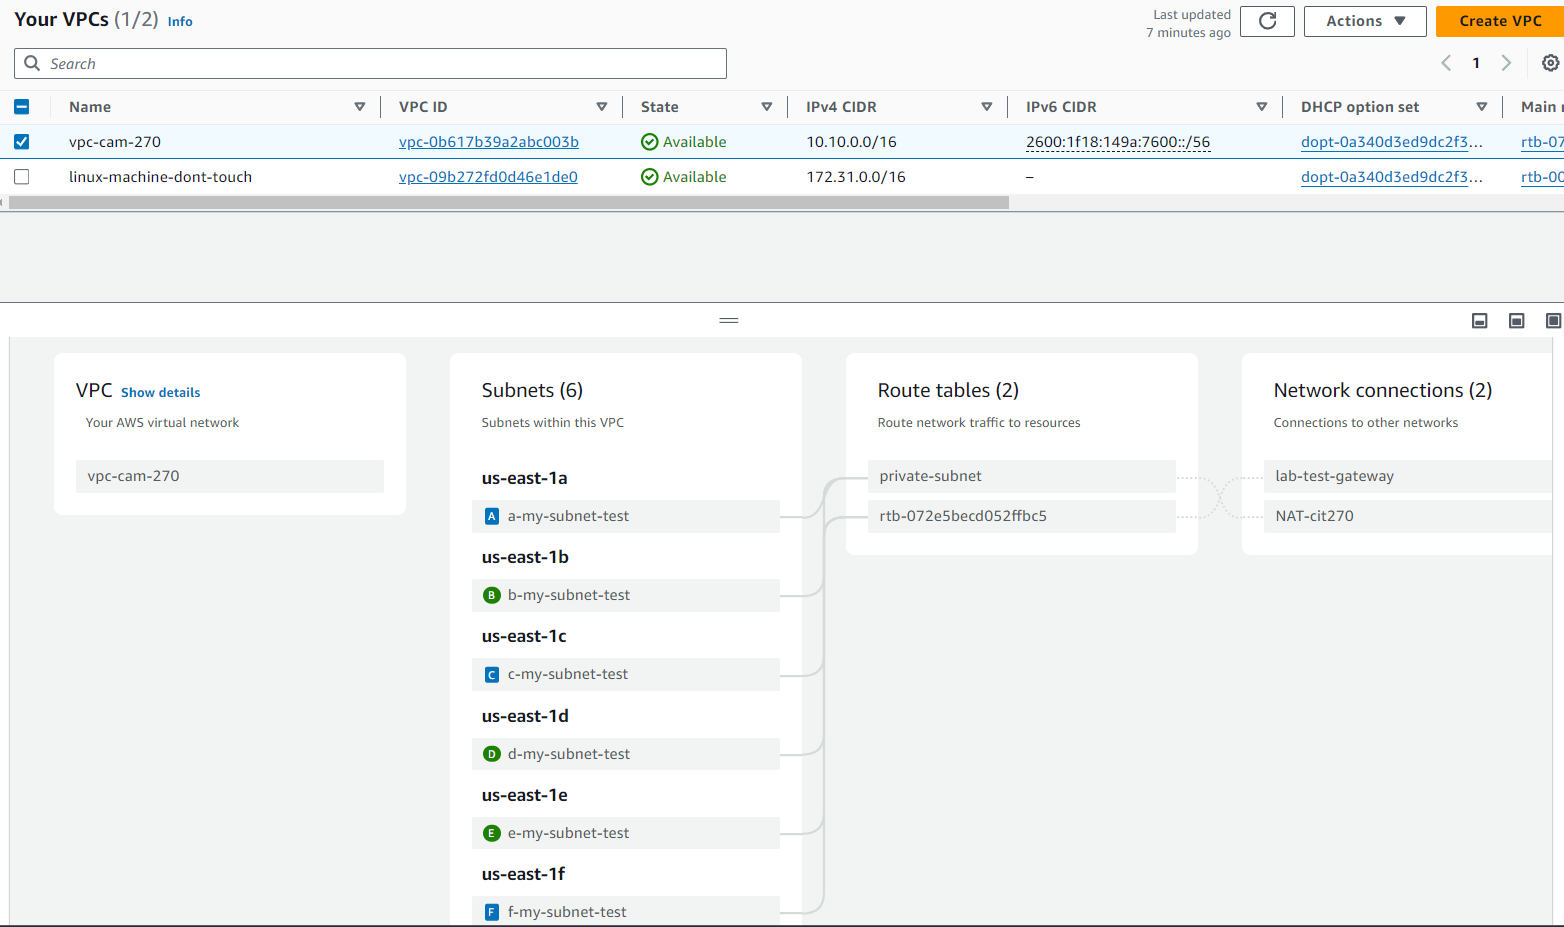 Your VPCs (1/2) Info
Last updated
7 minutes ago
Actions
Create VPC
Search
1
Name VPC ID State IPv4 CIDR IPv6 CIDR DHCP option set Main r
vpc-cam-270 vpc-0b617b39a2abc003b Available 10.10.0.0/16 2600:1f18:149a:7600::/56 dopt-0a340d3ed9dc2f3... rtb-07
linux-machine-dont-touch vpc-09b272fd0d46e1de0 Available 172.31.0.0/16 – dopt-0a340d3ed9dc2f3... rtb-00
VPC Show details
Your AWS virtual network
vpc-cam-270
Subnets (6)
Subnets within this VPC
us-east-1a
A a-my-subnet-test
us-east-1b
B b-my-subnet-test
us-east-1c
C c-my-subnet-test
us-east-1d
D d-my-subnet-test
us-east-1e
E e-my-subnet-test
us-east-1f
F f-my-subnet-test
Route tables (2)
Route network traffic to resources
private-subnet
rtb-072e5becd052ffbc5
Network connections (2)
Connections to other networks
lab-test-gateway
NAT-cit270